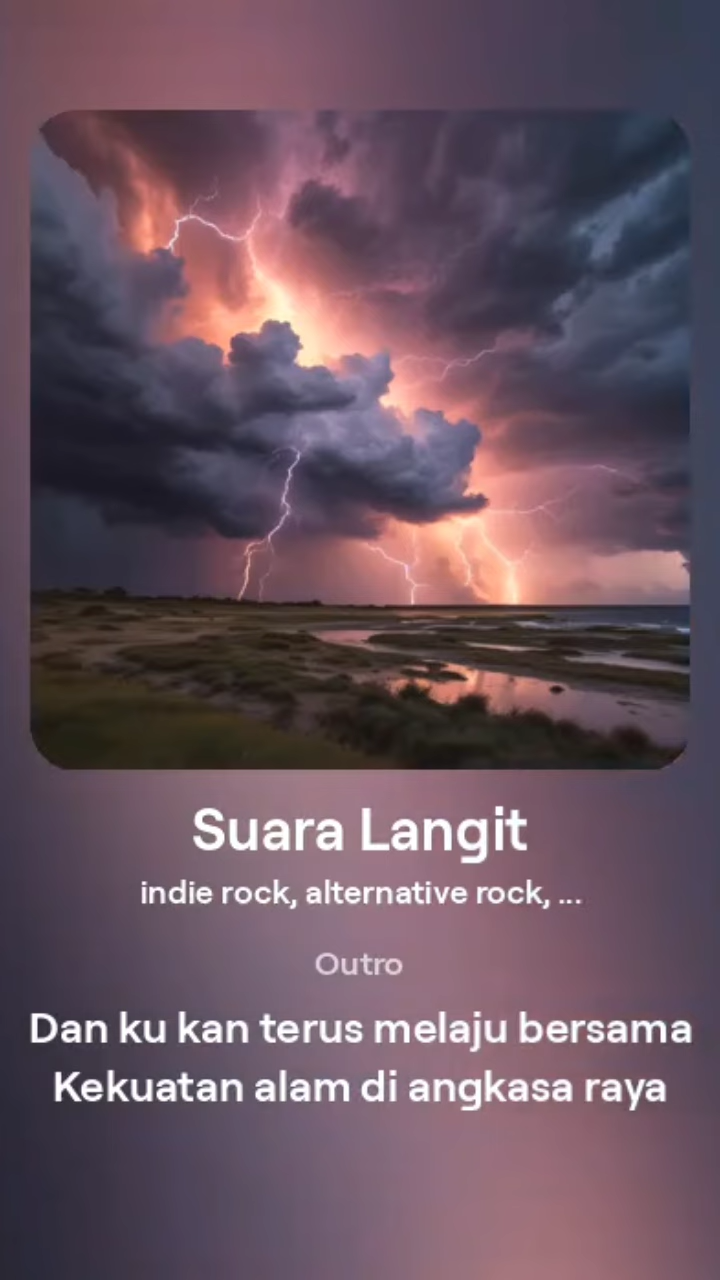 Suara Langit
indie rock, alternative rock, ...
Outro
Dan ku kan terus melaju bersama
Kekuatan alam di angkasa raya